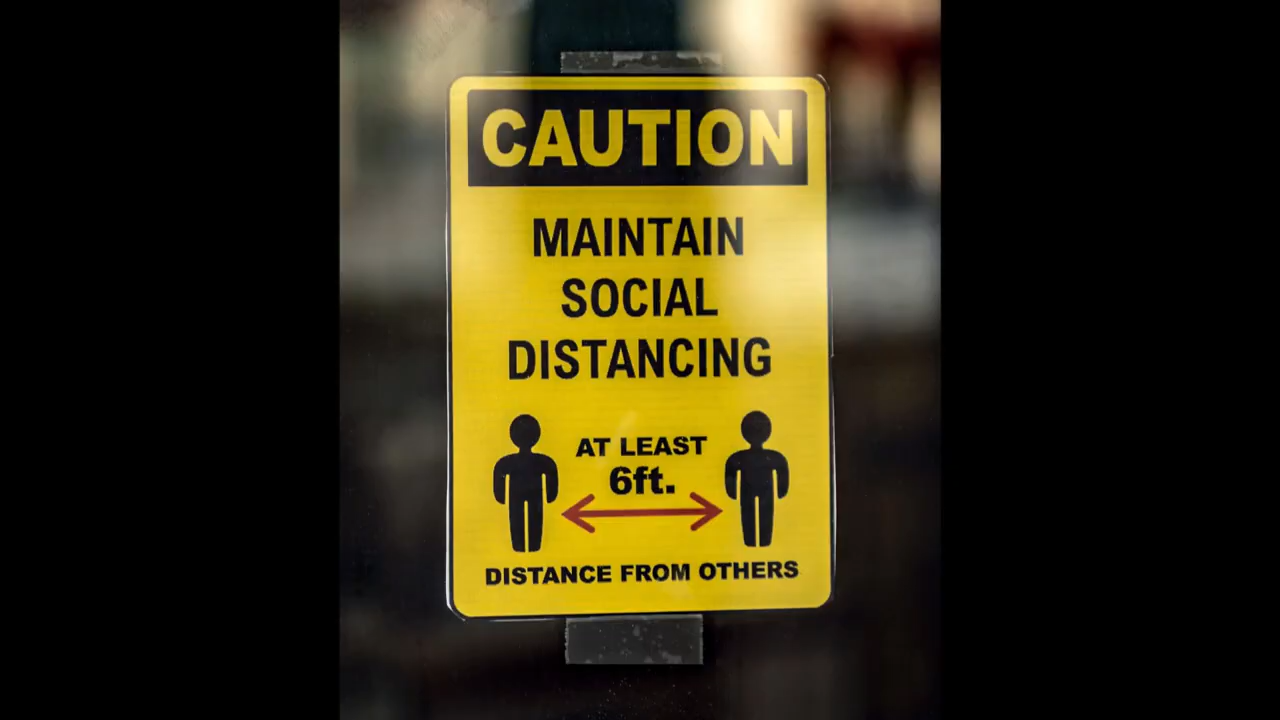 CAUTION
MAINTAIN
SOCIAL
DISTANCING
AT LEAST
6ft.
DISTANCE FROM OTHERS